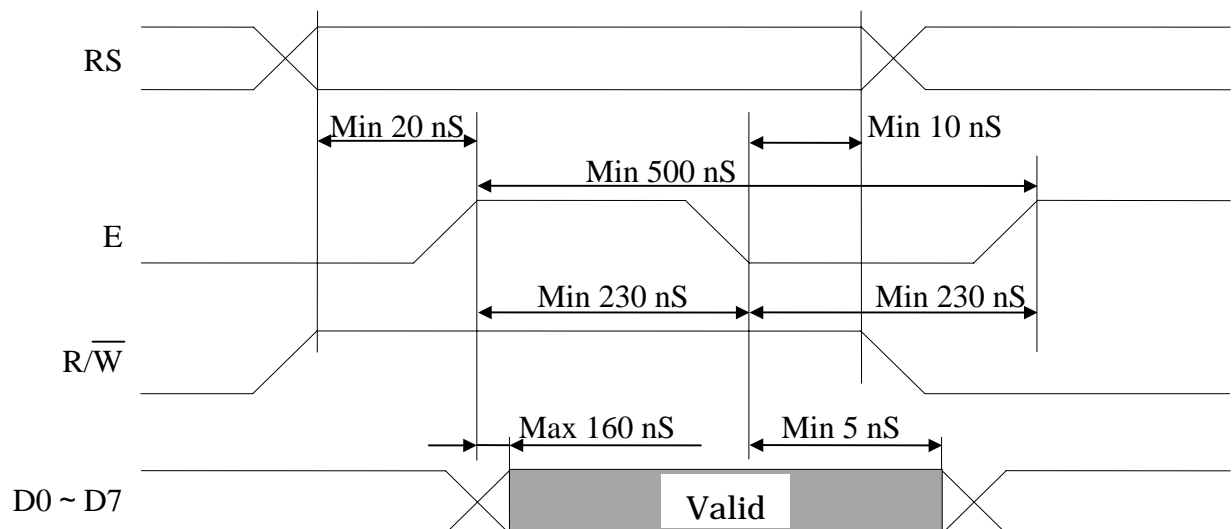 RS
Min 20 nS
Min 10 nS
Min 500 nS
E
Min 230 nS
Min 230 nS
R/W̅
Max 160 nS
Min 5 nS
D0 ~ D7
Valid